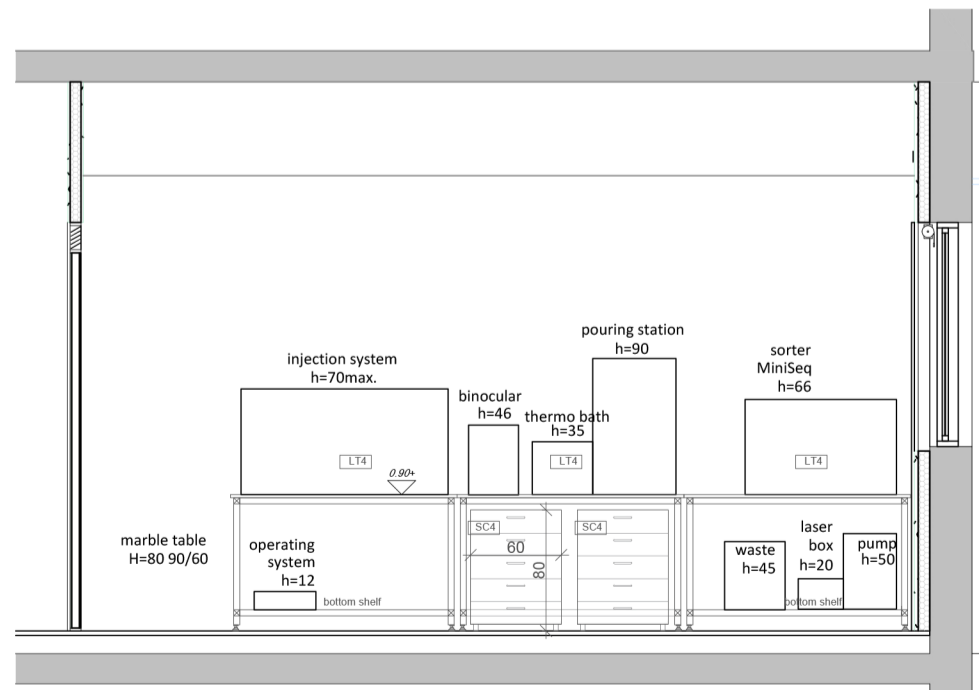 pouring station
h=90
injection system
h=70max.
sorter
MiniSeq
h=66
binocular
h=46
thermo bath
h=35
LT4
LT4
LT4
0.90+
SC4
SC4
60
80
marble table
H=80 90/60
operating
system
h=12
bottom shelf
waste
h=45
laser
box
h=20
pump
h=50
bottom shelf